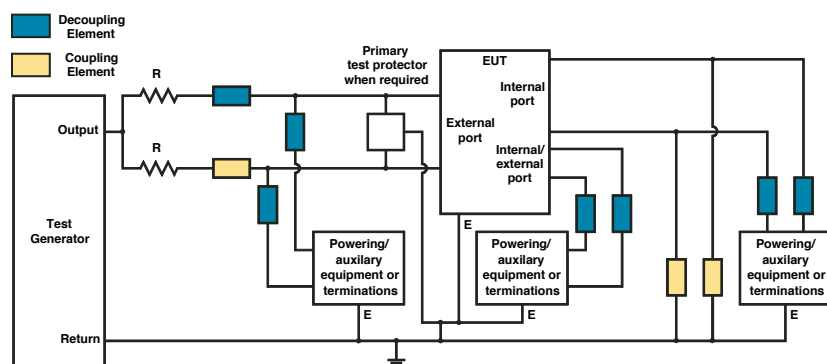 Decoupling
Element
Coupling
Element
Primary
test protector
when required
EUT
Internal
port
External
port
Internal/
external
port
R
Output
R
Test
Generator
Return
Powering/
auxilary
equipment or
terminations
E
E
Powering/
auxilary
equipment or
terminations
E
Powering/
auxilary
equipment or
terminations
E